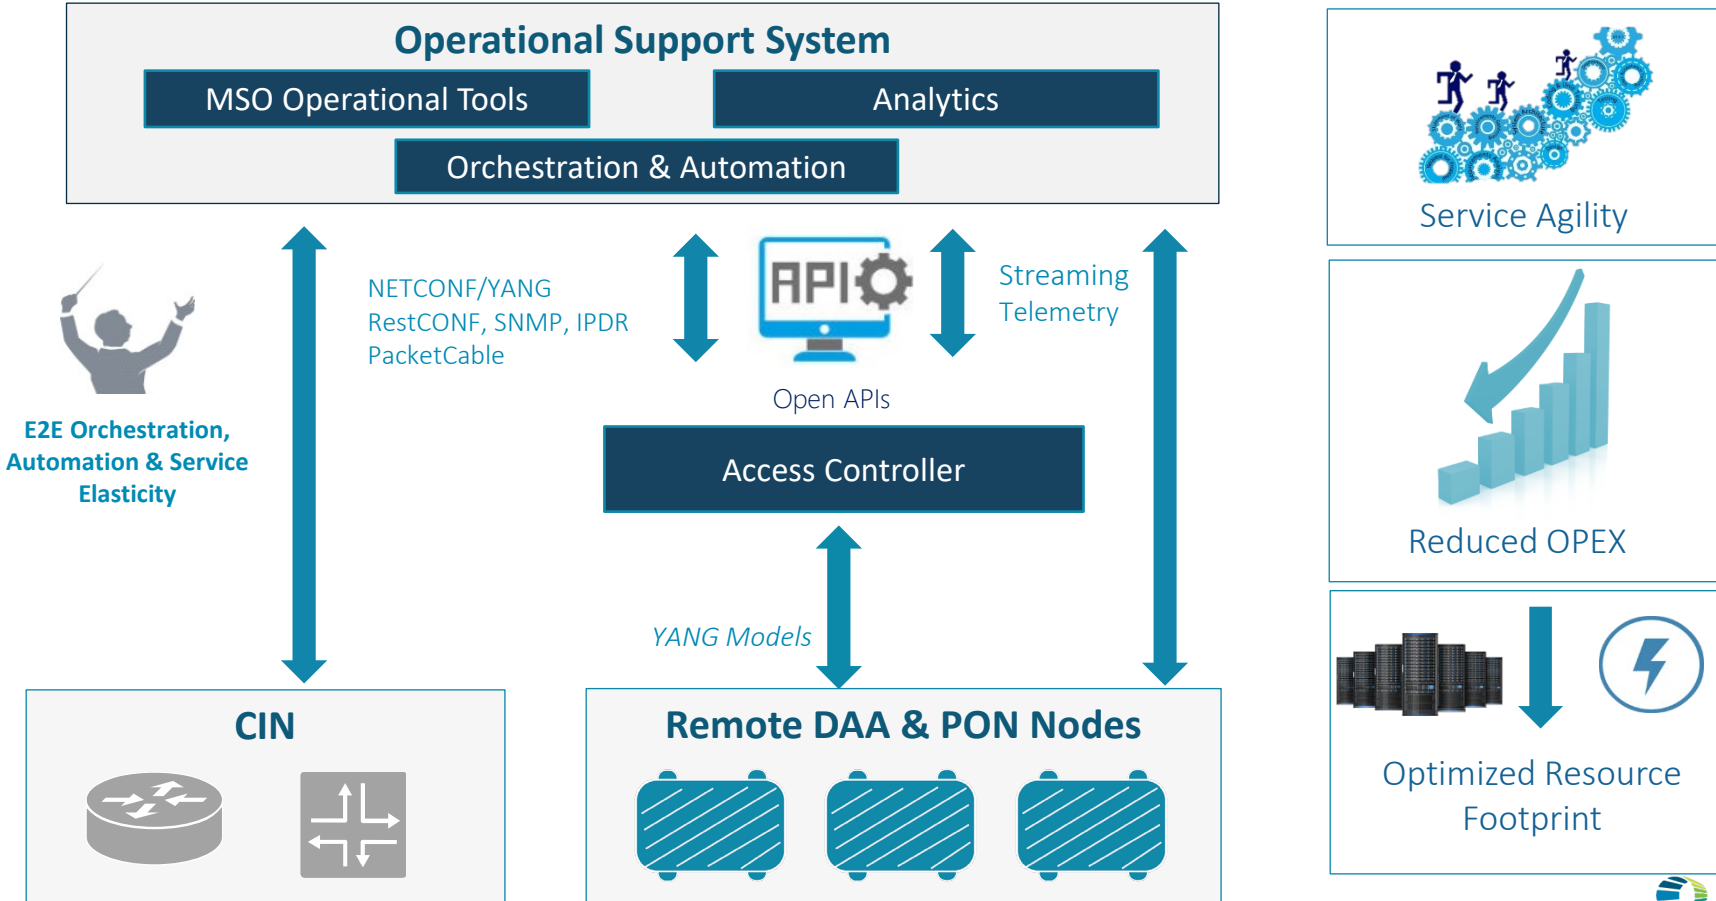 Operational Support System
MSO Operational Tools
Analytics
Orchestration & Automation
NETCONF/YANG
RestCONF, SNMP, IPDR
PacketCable
API
Streaming
Telemetry
Open APIs
E2E Orchestration,
Automation & Service
Elasticity
Access Controller
YANG Models
CIN
Remote DAA & PON Nodes
Service Agility
Reduced OPEX
Optimized Resource
Footprint